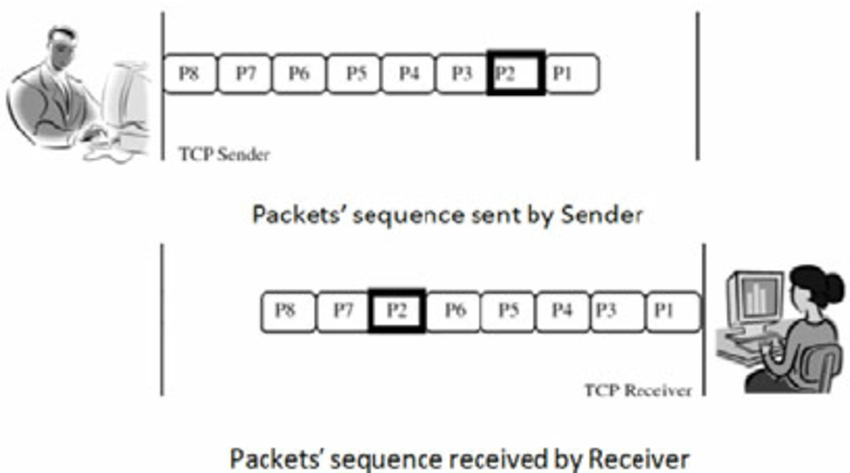 P8 P7 P6 P5 P4 P3 P2 P1
TCP Sender
Packets' sequence sent by Sender
P8 P7 P2 P6 P5 P4 P3 P1
TCP Receiver
Packets' sequence received by Receiver